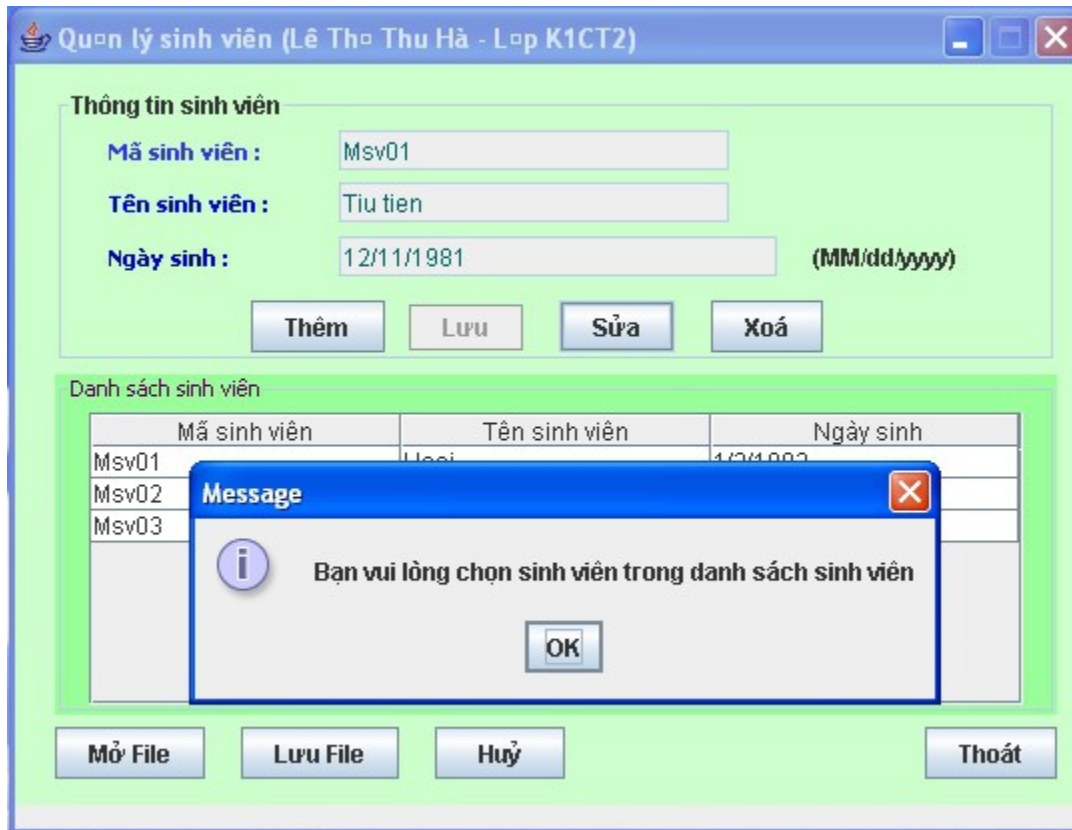 Qu¤n lý sinh viên (Lê Th¤ Thu Hà - L¤p K1CT2)
Thông tin sinh viên
Mã sinh viên : Msv01
Tên sinh viên : Tiu tien
Ngày sinh : 12/11/1981 (MM/dd/yyyy)
Thêm Lưu Sửa Xoá
Danh sách sinh viên
Mã sinh viên Tên sinh viên Ngày sinh
Msv01
Msv02
Msv03
Message
Bạn vui lòng chọn sinh viên trong danh sách sinh viên
OK
Mở File Lưu File Huỷ Thoát